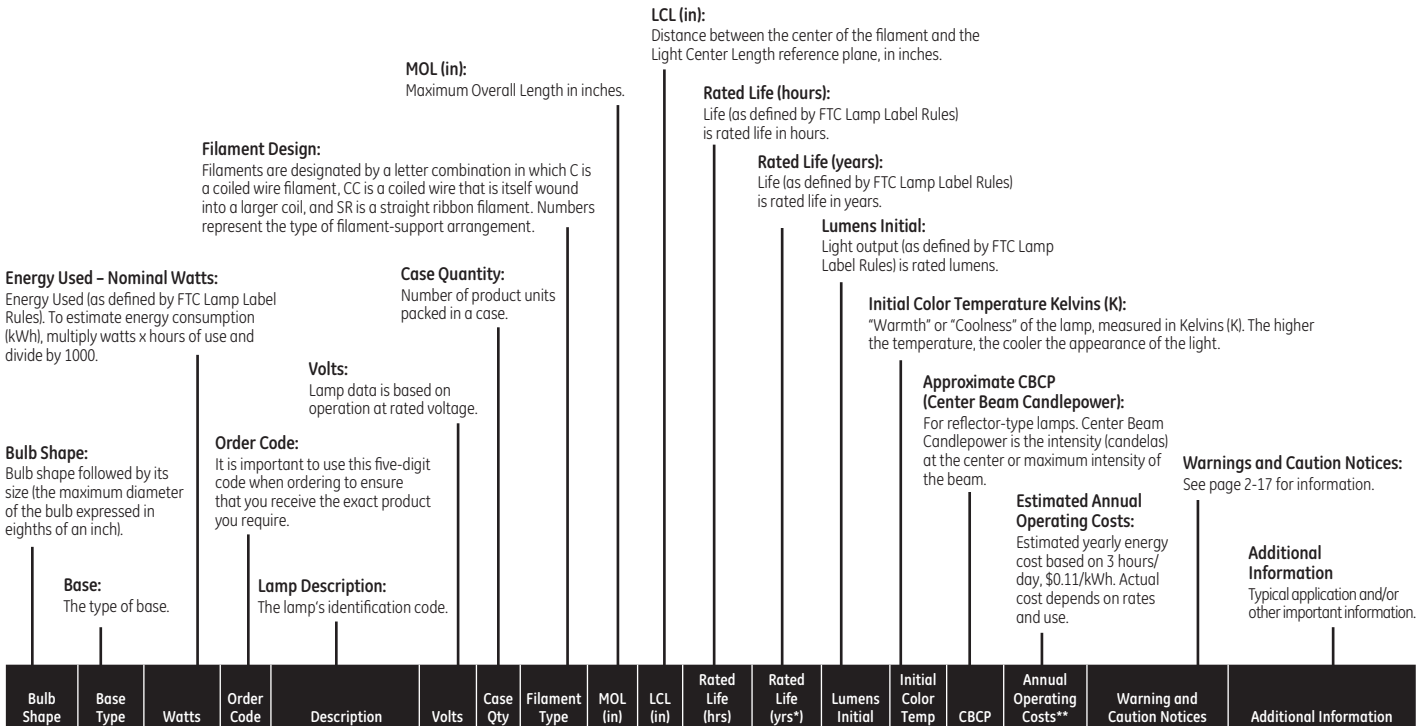 LCL (in):
Distance between the center of the filament and the
Light Center Length reference plane, in inches.
MOL (in):
Maximum Overall Length in inches.
Rated Life (hours):
Life (as defined by FTC Lamp Label Rules)
is rated life in hours.
Filament Design:
Filaments are designated by a letter combination in which C is
a coiled wire filament, CC is a coiled wire that is itself wound
into a larger coil, and SR is a straight ribbon filament. Numbers
represent the type of filament-support arrangement.
Rated Life (years):
Life (as defined by FTC Lamp Label Rules)
is rated life in years.
Lumens Initial:
Light output (as defined by FTC Lamp
Label Rules) is rated lumens.
Energy Used – Nominal Watts:
Energy Used (as defined by FTC Lamp Label
Rules). To estimate energy consumption
(kWh), multiply watts x hours of use and
divide by 1000.
Case Quantity:
Number of product units
packed in a case.
Initial Color Temperature Kelvins (K):
"Warmth" or "Coolness" of the lamp, measured in Kelvins (K). The higher
the temperature, the cooler the appearance of the light.
Volts:
Lamp data is based on
operation at rated voltage.
Approximate CBCP
(Center Beam Candlepower):
For reflector-type lamps. Center Beam
Candlepower is the intensity (candelas)
at the center or maximum intensity of
the beam.
Bulb Shape:
Bulb shape followed by its
size (the maximum diameter
of the bulb expressed in
eighths of an inch).
Order Code:
It is important to use this five-digit
code when ordering to ensure
that you receive the exact product
you require.
Warnings and Caution Notices:
See page 2-17 for information.
Estimated Annual
Operating Costs:
Estimated yearly energy
cost based on 3 hours/
day, $0.11/kWh. Actual
cost depends on rates
and use.
Additional
Information
Typical application and/or
other important information.
Base:
The type of base.
Lamp Description:
The lamp's identification code.
Bulb
Shape
Base
Type
Watts
Order
Code
Description
Volts
Case
Qty
Filament
Type
MOL
(in)
LCL
(in)
Rated
Life
(hrs)
Rated
Life
(yrs*)
Lumens
Initial
Initial
Color
Temp
CBCP
Annual
Operating
Costs**
Warning and
Caution Notices
Additional Information